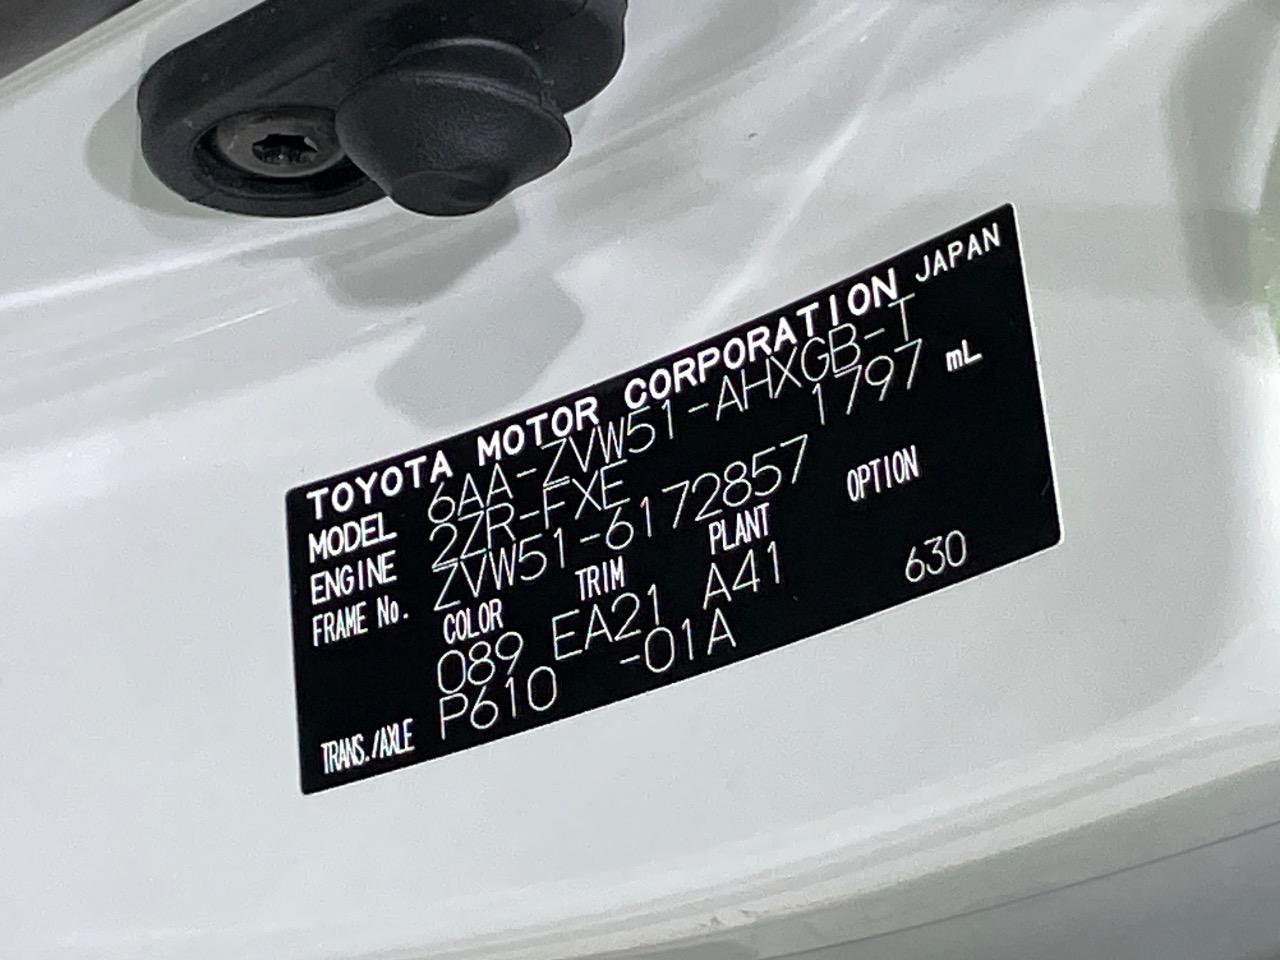 TOYOTA MOTOR CORPORATION JAPAN
MODEL 6AA-ZVW51-AHXGB-T
ENGINE 2ZR-FXE 1797 mL
FRAME No. ZVW51-6172857
COLOR TRIM PLANT OPTION
089 EA21 A41 630
TRANS./AXLE P610 -01A